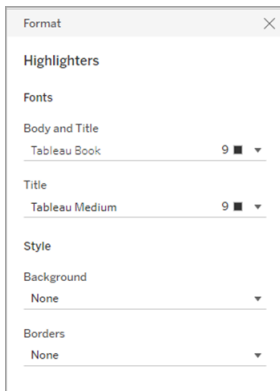 Format
Highlighters
Fonts
Body and Title
Tableau Book 9
Title
Tableau Medium 9
Style
Background
None
Borders
None